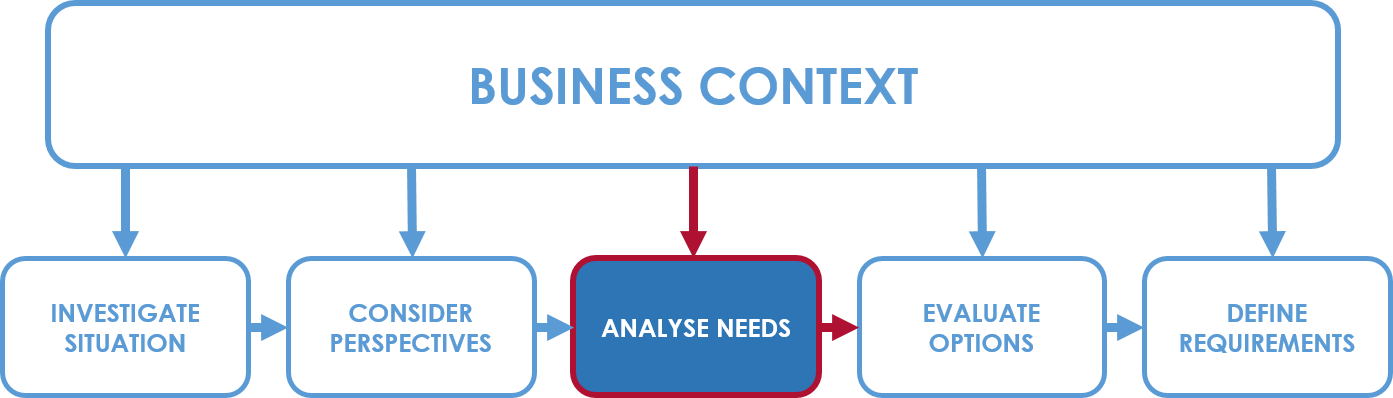 BUSINESS CONTEXT
INVESTIGATE
SITUATION
CONSIDER
PERSPECTIVES
ANALYSE NEEDS
EVALUATE
OPTIONS
DEFINE
REQUIREMENTS